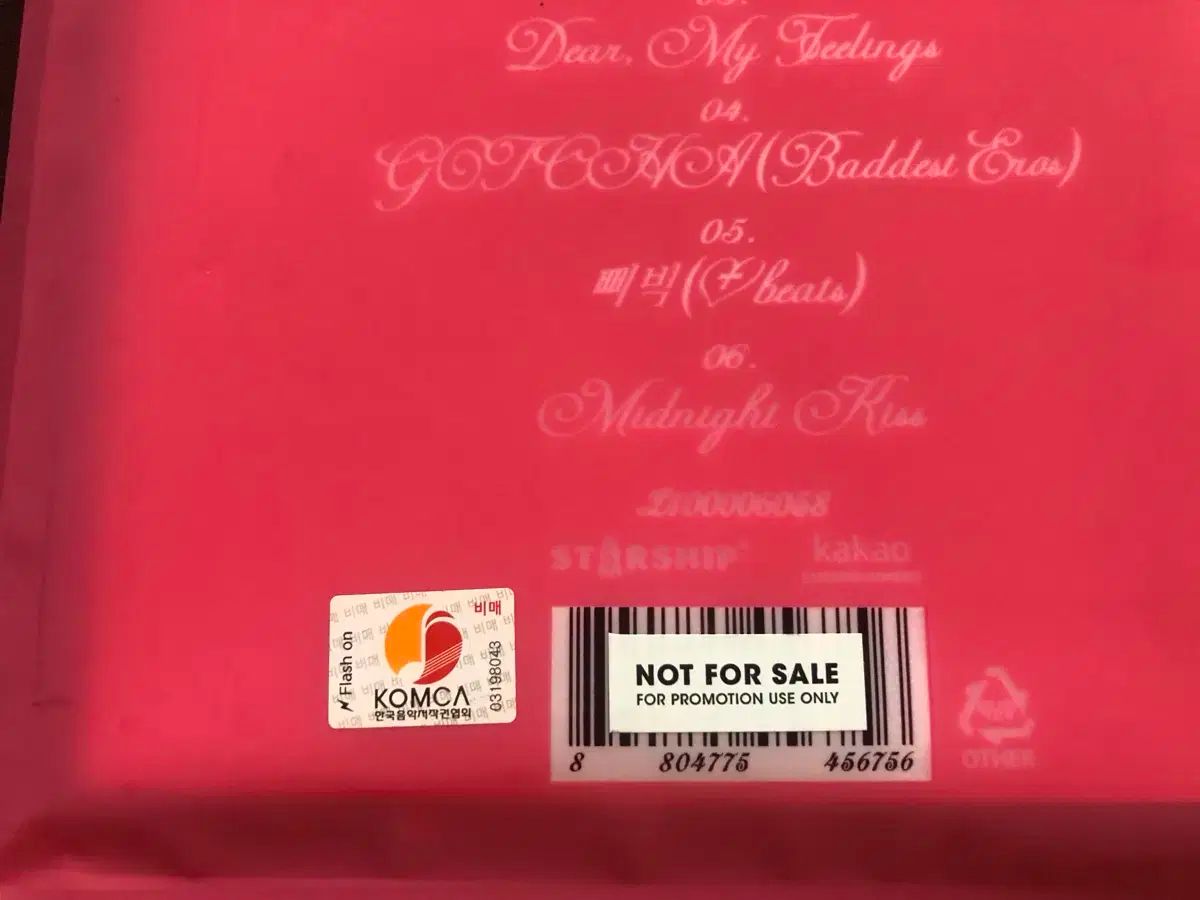 03.
Dear, My Feelings
04.
GOTCHA (Baddest Eros)
05.
삐빅 (♡beats)
06.
Midnight Kiss
L100006068
STARSHIP
kakao
Flash on
비매
KOMCA
한국음악저작권협회
03198043
NOT FOR SALE
FOR PROMOTION USE ONLY
8 804775 456756
OTHER